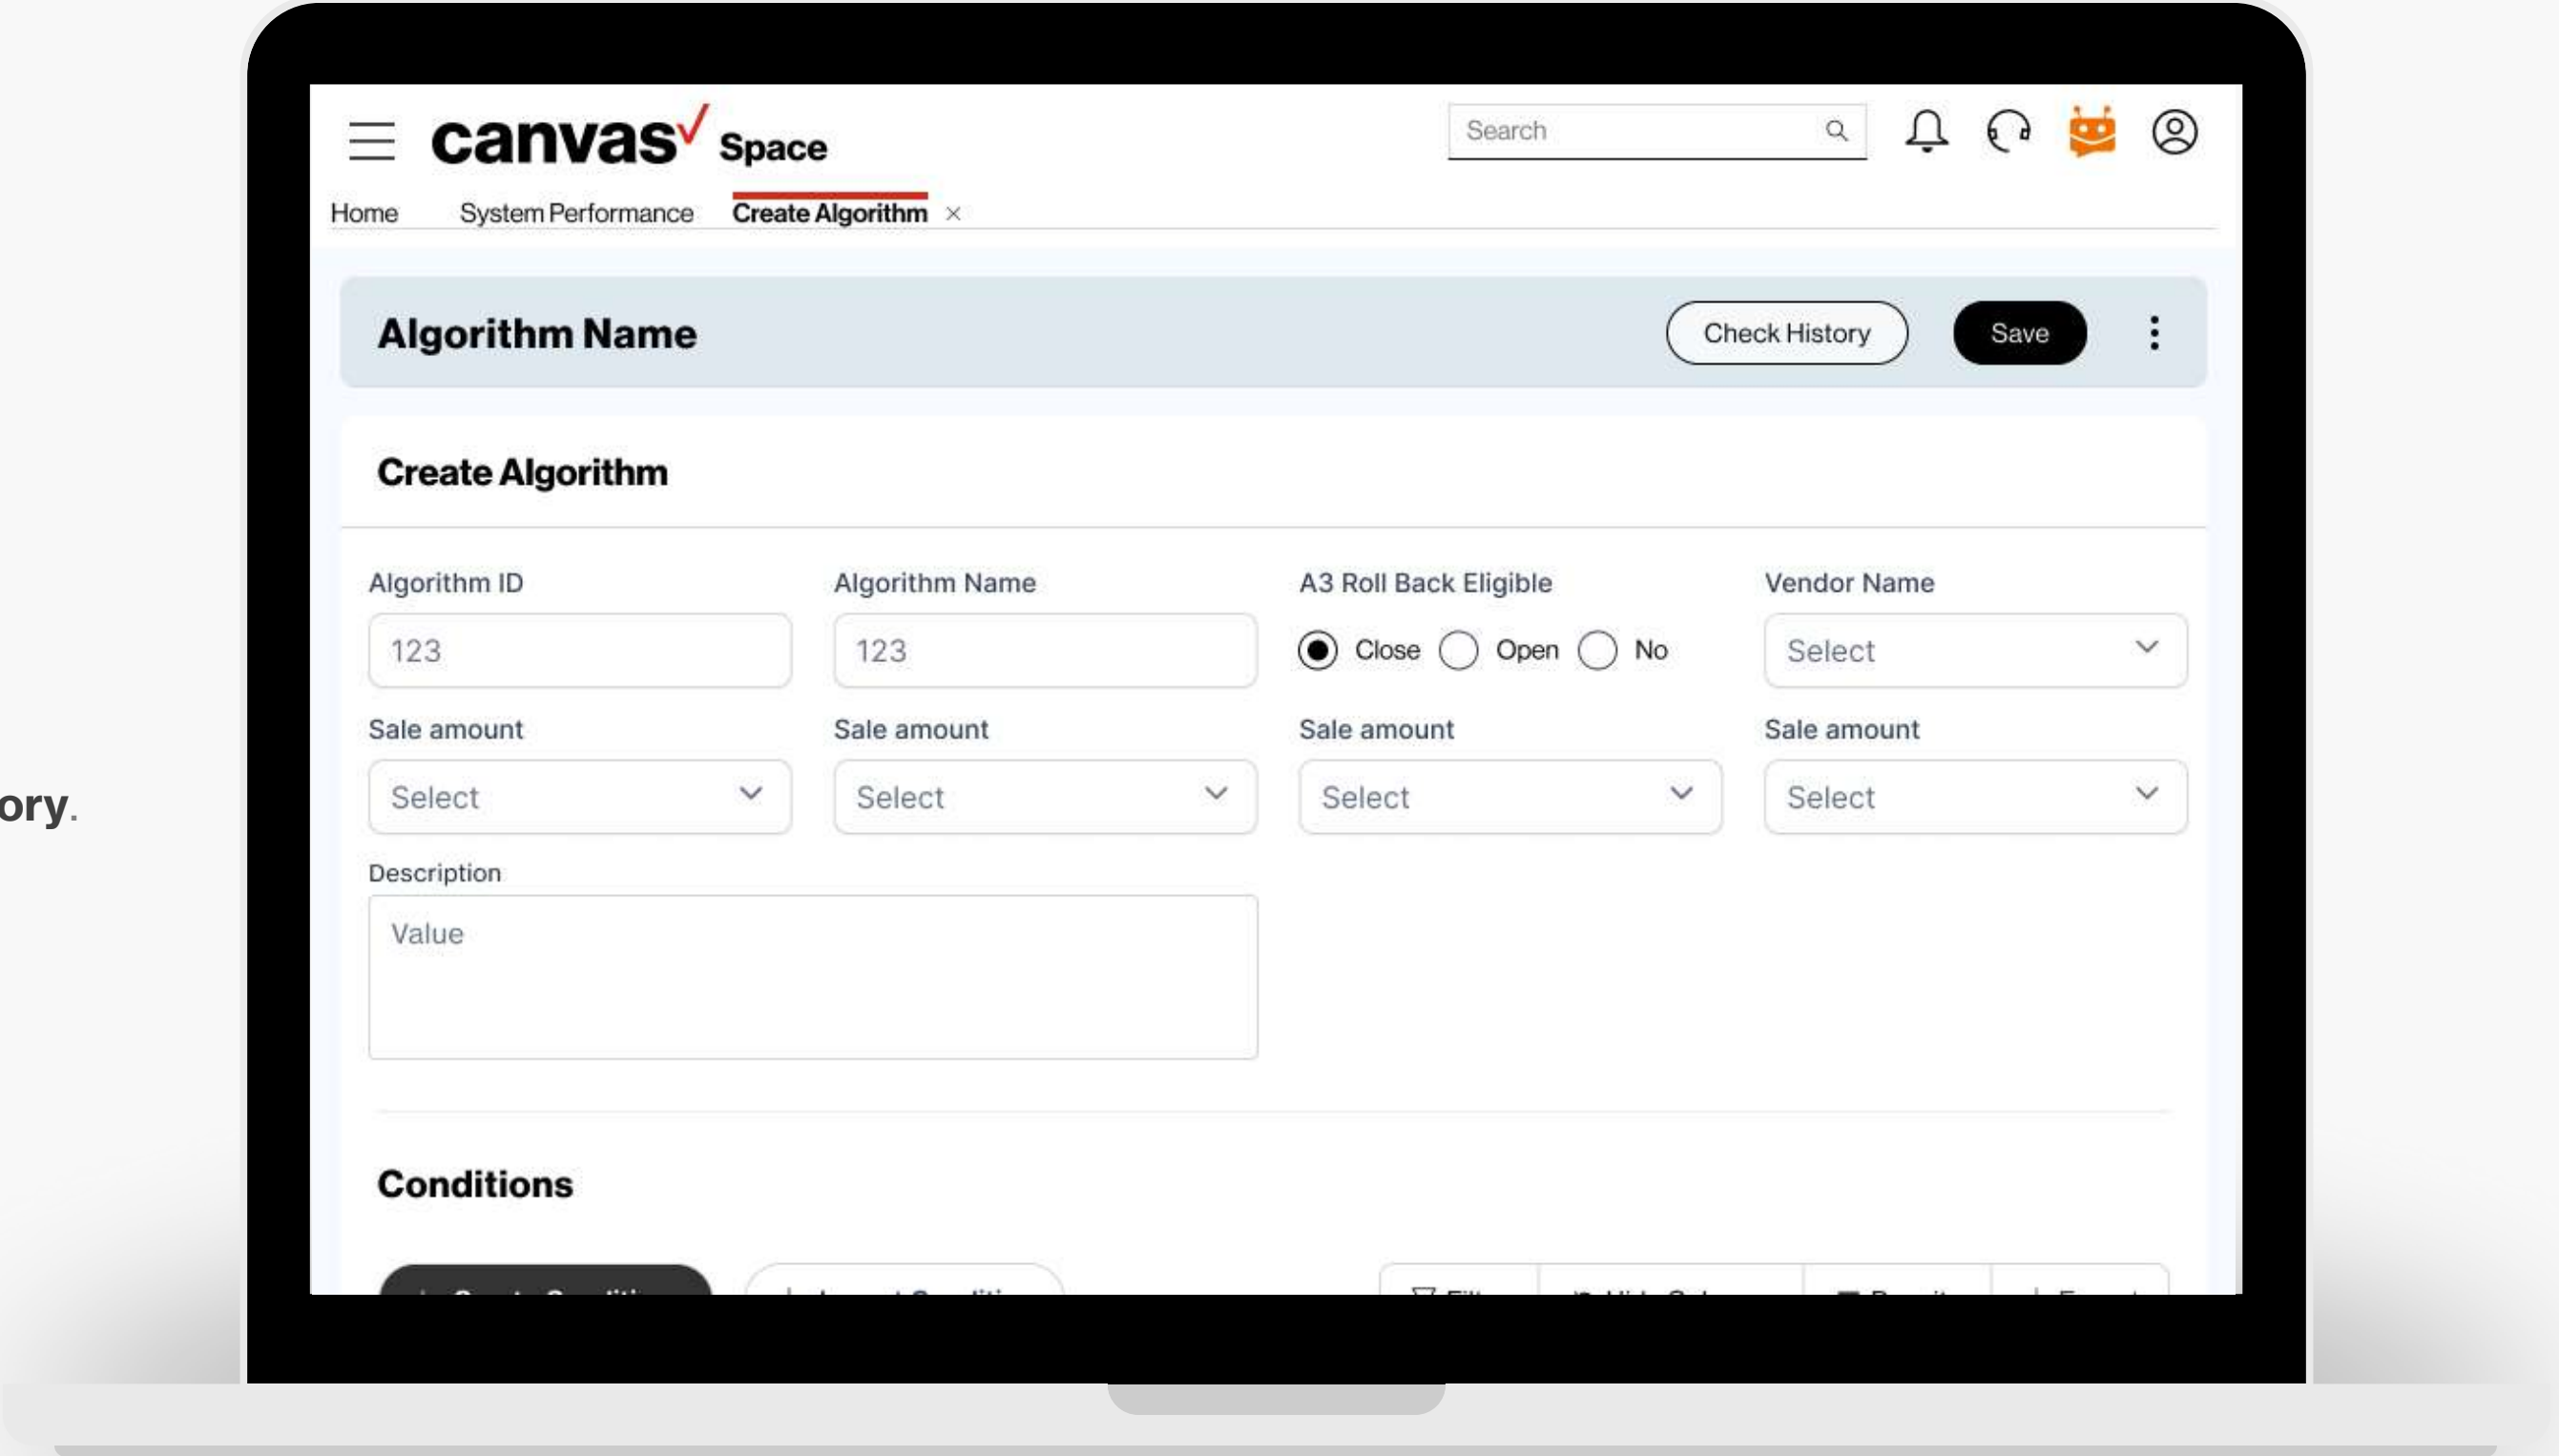 canvas Space
Search
Home System Performance Create Algorithm
Algorithm Name
Check History
Save
Create Algorithm
Algorithm ID Algorithm Name A3 Roll Back Eligible Vendor Name
123 123 Close Open No Select
Sale amount Sale amount Sale amount Sale amount
Select Select Select Select
ory.
Description
Value
Conditions